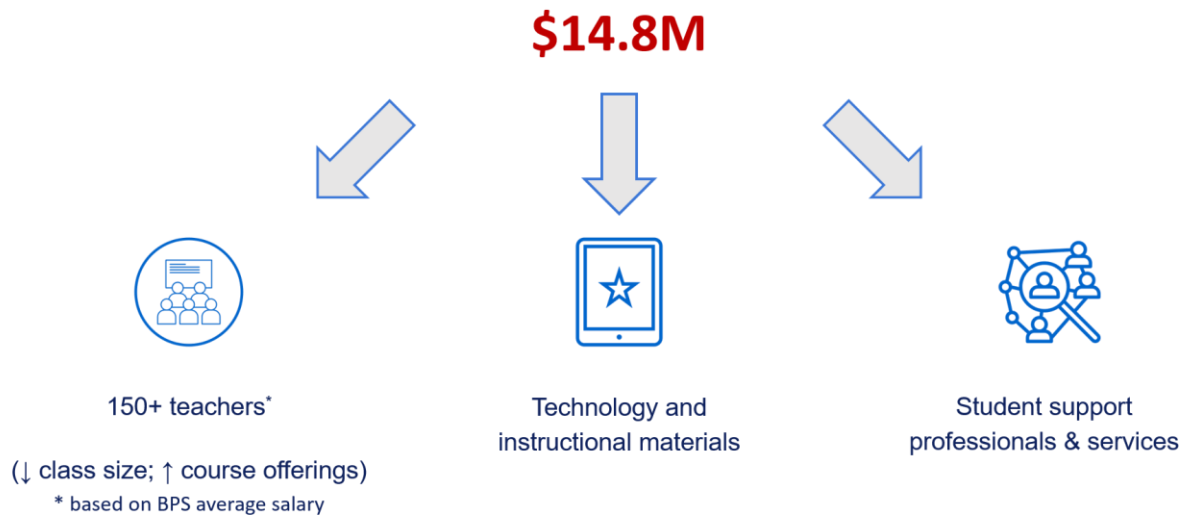 $14.8M
150+ teachers*
(↓ class size; ↑ course offerings)
* based on BPS average salary
Technology and
instructional materials
Student support
professionals & services